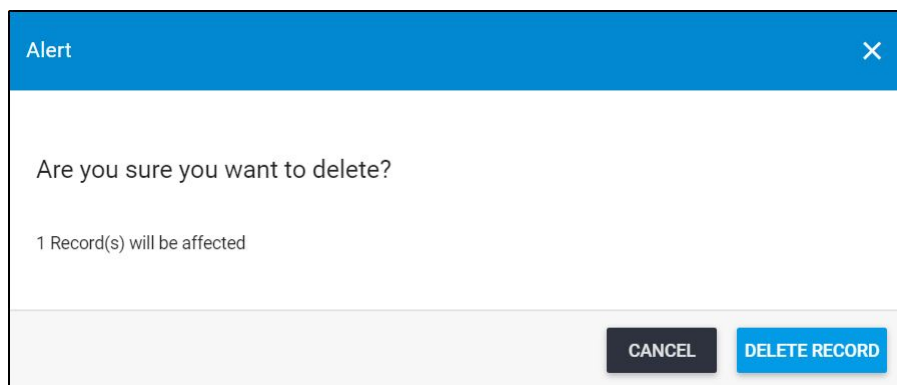 Alert
Are you sure you want to delete?
1 Record(s) will be affected
CANCEL DELETE RECORD